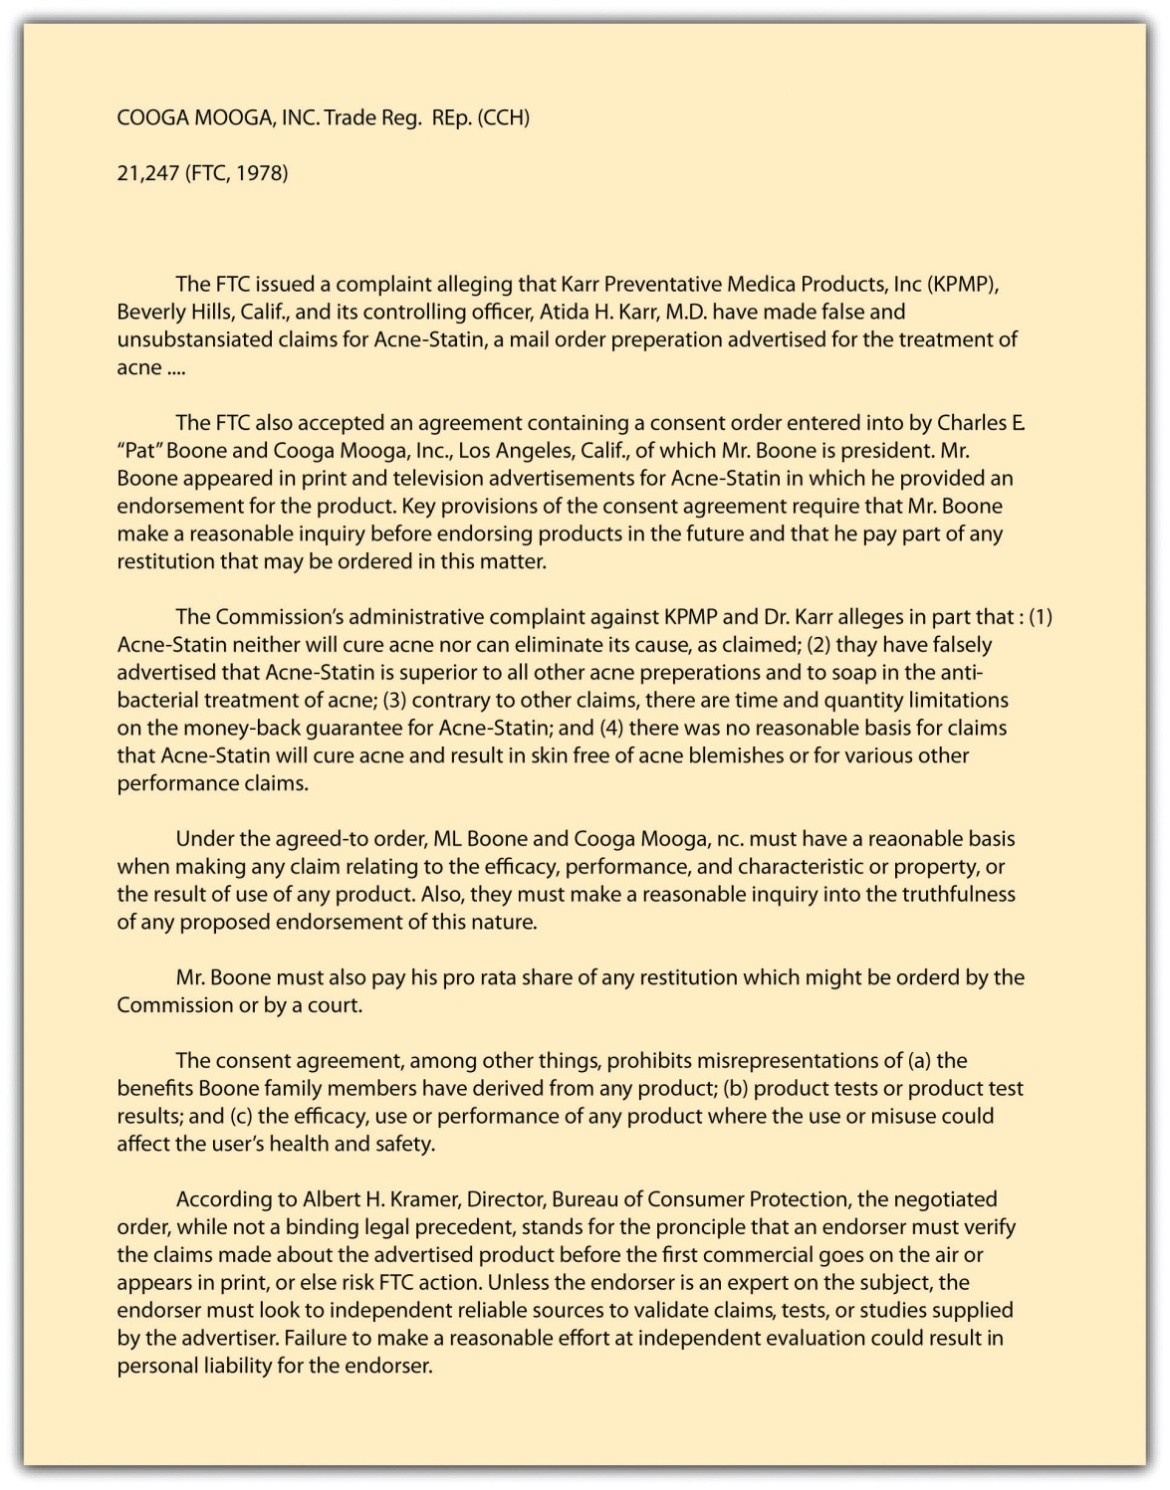 COOGA MOOGA, INC. Trade Reg. REp. (CCH)
21,247 (FTC, 1978)
The FTC issued a complaint alleging that Karr Preventative Medica Products, Inc (KPMP),
Beverly Hills, Calif., and its controlling officer, Atida H. Karr, M.D. have made false and
unsubstansiated claims for Acne-Statin, a mail order preperation advertised for the treatment of
acne ....
The FTC also accepted an agreement containing a consent order entered into by Charles E.
“Pat” Boone and Cooga Mooga, Inc., Los Angeles, Calif., of which Mr. Boone is president. Mr.
Boone appeared in print and television advertisements for Acne-Statin in which he provided an
endorsement for the product. Key provisions of the consent agreement require that Mr. Boone
make a reasonable inquiry before endorsing products in the future and that he pay part of any
restitution that may be ordered in this matter.
The Commission’s administrative complaint against KPMP and Dr. Karr alleges in part that : (1)
Acne-Statin neither will cure acne nor can eliminate its cause, as claimed; (2) thay have falsely
advertised that Acne-Statin is superior to all other acne preperations and to soap in the anti-
bacterial treatment of acne; (3) contrary to other claims, there are time and quantity limitations
on the money-back guarantee for Acne-Statin; and (4) there was no reasonable basis for claims
that Acne-Statin will cure acne and result in skin free of acne blemishes or for various other
performance claims.
Under the agreed-to order, ML Boone and Cooga Mooga, nc. must have a reaonable basis
when making any claim relating to the efficacy, performance, and characteristic or property, or
the result of use of any product. Also, they must make a reasonable inquiry into the truthfulness
of any proposed endorsement of this nature.
Mr. Boone must also pay his pro rata share of any restitution which might be orderd by the
Commission or by a court.
The consent agreement, among other things, prohibits misrepresentations of (a) the
benefits Boone family members have derived from any product; (b) product tests or product test
results; and (c) the efficacy, use or performance of any product where the use or misuse could
affect the user’s health and safety.
According to Albert H. Kramer, Director, Bureau of Consumer Protection, the negotiated
order, while not a binding legal precedent, stands for the pronciple that an endorser must verify
the claims made about the advertised product before the first commercial goes on the air or
appears in print, or else risk FTC action. Unless the endorser is an expert on the subject, the
endorser must look to independent reliable sources to validate claims, tests, or studies supplied
by the advertiser. Failure to make a reasonable effort at independent evaluation could result in
personal liability for the endorser.